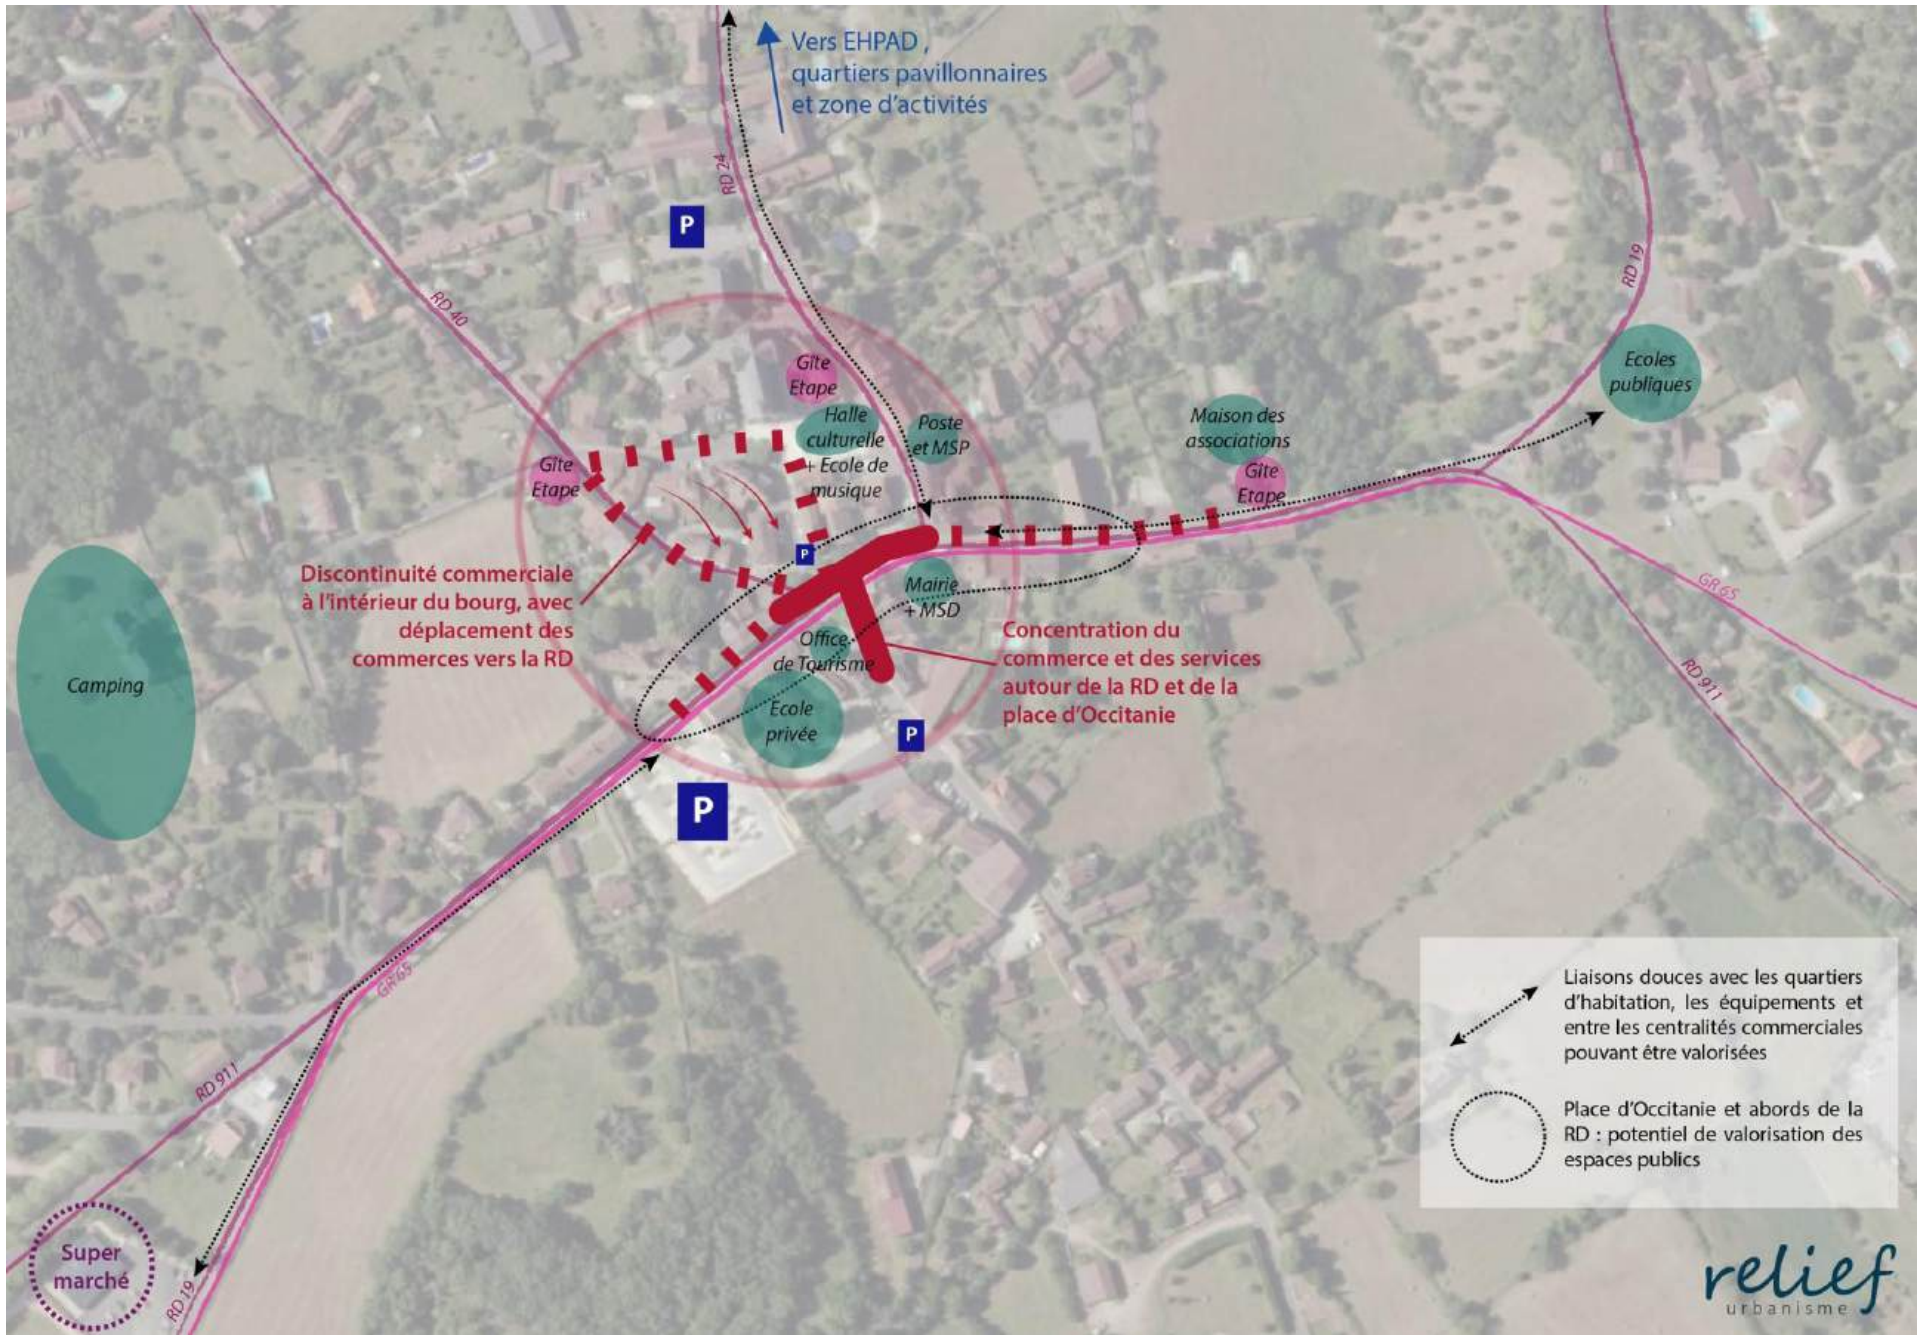 Vers EHPAD ,
quartiers pavillonnaires
et zone d'activités
RD 24
P
RD 19
RD 40
Gîte
Etape
Ecoles
publiques
Halle
culturelle
+ Ecole de
musique
Poste
et MSP
Maison des
associations
Gîte
Etape
Gîte
Etape
P
Discontinuité commerciale
à l'intérieur du bourg, avec
déplacement des
commerces vers la RD
Mairie
+ MSD
GR 65
Office
de Tourisme
Concentration du
commerce et des services
autour de la RD et de la
place d'Occitanie
RD 911
Camping
Ecole
privée
P
P
GR 65
RD 911
Liaisons douces avec les quartiers
d'habitation, les équipements et
entre les centralités commerciales
pouvant être valorisées
Place d'Occitanie et abords de la
RD : potentiel de valorisation des
espaces publics
Super
marché
RD 19
relief
urbanisme